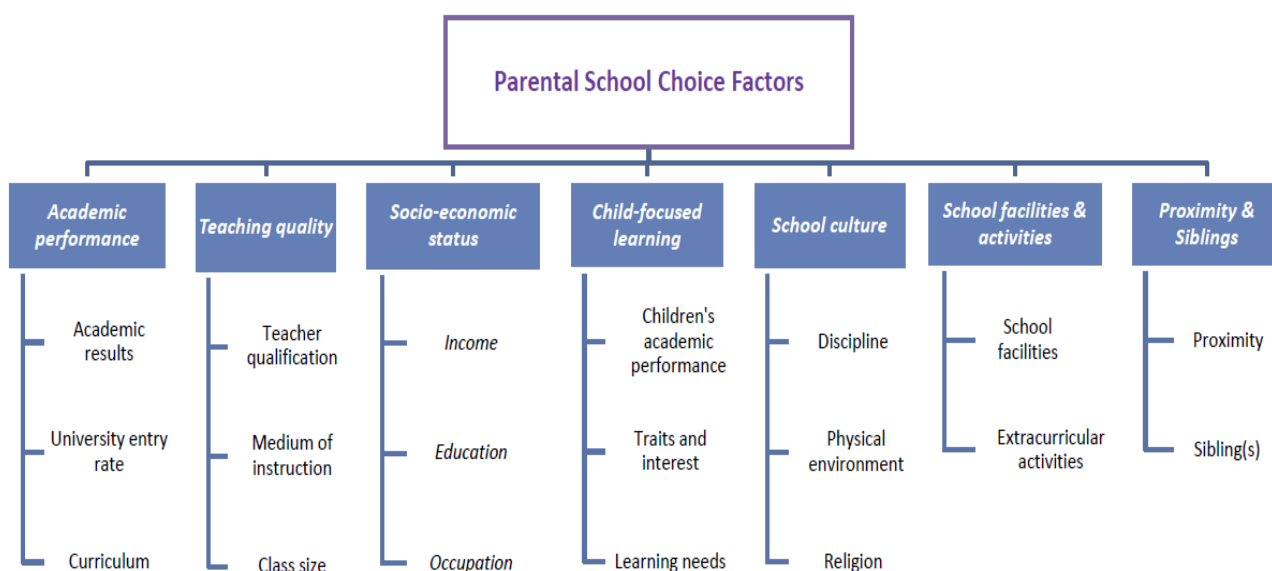 Parental School Choice Factors
Academic
performance
Teaching quality
Socio-economic
status
Child-focused
learning
School culture
School facilities &
activities
Proximity &
Siblings
Academic
results
University entry
rate
Curriculum
Teacher
qualification
Medium of
instruction
Class size
Income
Education
Occupation
Children's
academic
performance
Traits and
interest
Learning needs
Discipline
Physical
environment
Religion
School
facilities
Extracurricular
activities
Proximity
Sibling(s)